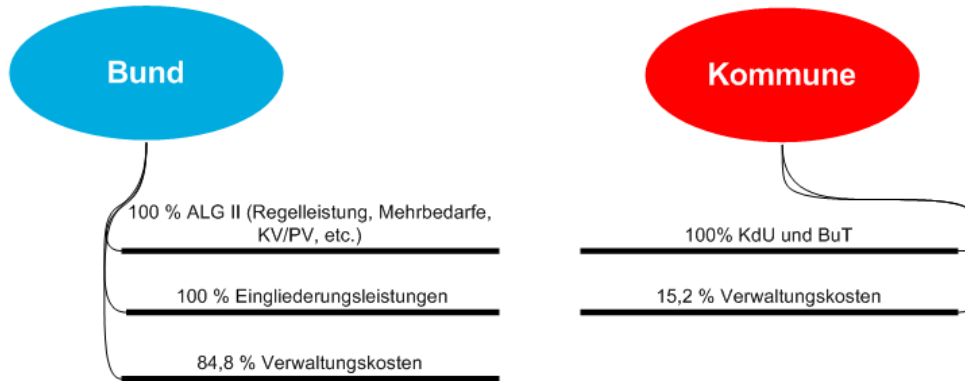 Bund
100 % ALG II (Regelleistung, Mehrbedarfe,
KV/PV, etc.)
100 % Eingliederungsleistungen
84,8 % Verwaltungskosten
Kommune
100% KdU und BuT
15,2 % Verwaltungskosten